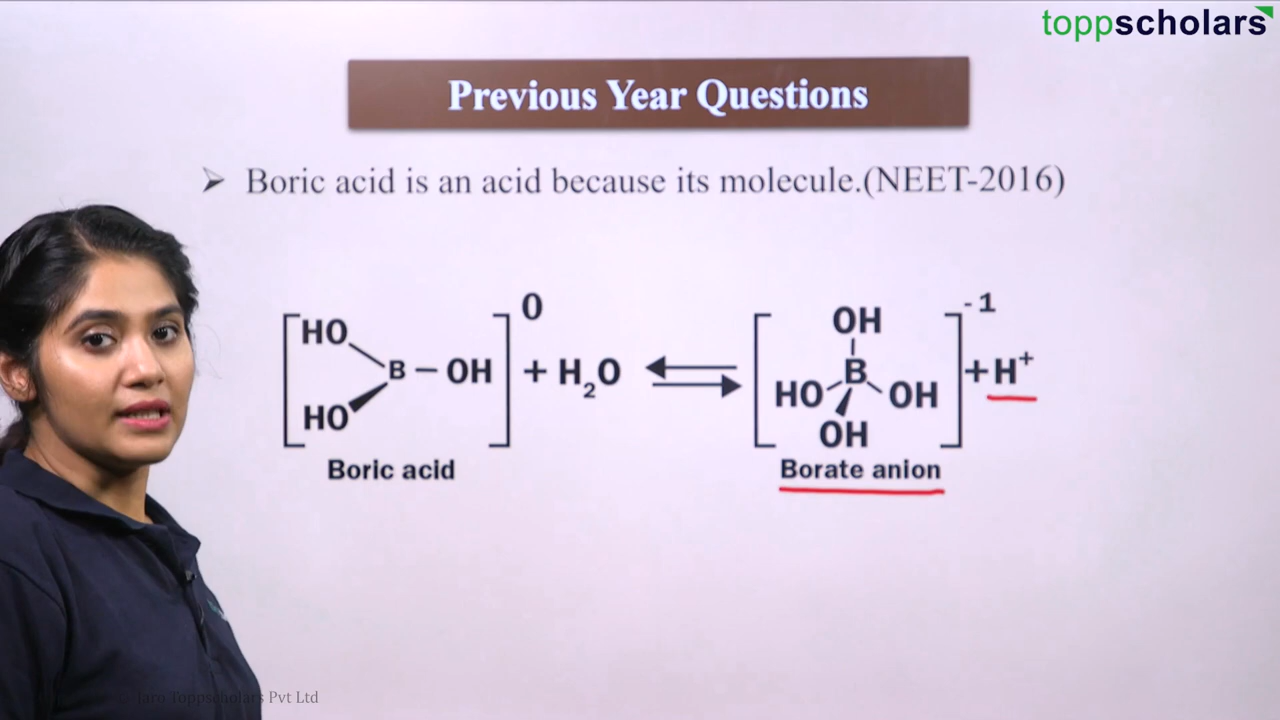 toppscholars
Previous Year Questions
➤ Boric acid is an acid because its molecule.(NEET-2016)
0
-1
HO
OH
B – OH + H₂O ⇌ B + H⁺
HO OH
HO
OH
Boric acid
Borate anion
Toppscholars Pvt Ltd